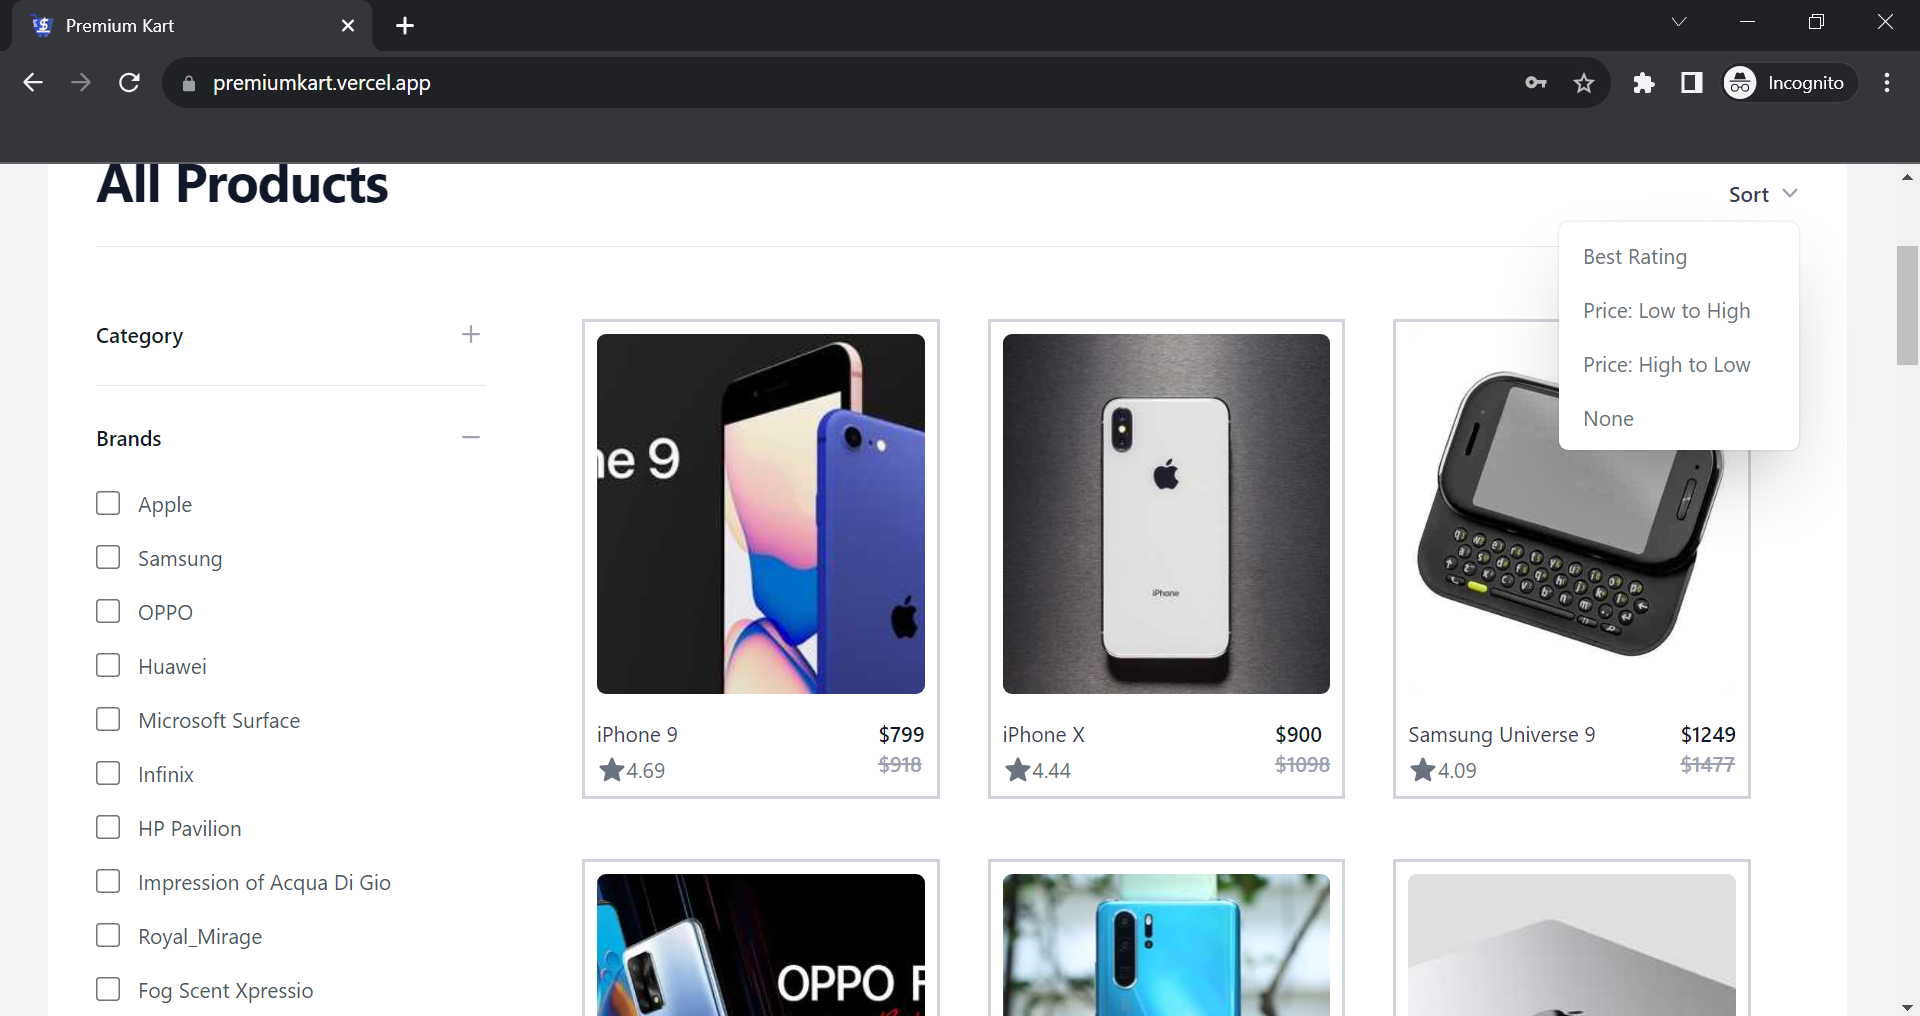 Premium Kart
premiumkart.vercel.app
Incognito
All Products
Sort
Best Rating
Price: Low to High
Price: High to Low
None
Category
Brands
Apple
Samsung
OPPO
Huawei
Microsoft Surface
Infinix
HP Pavilion
Impression of Acqua Di Gio
Royal_Mirage
Fog Scent Xpressio
ne 9
iPhone
iPhone 9 $799
4.69 $918
iPhone X $900
4.44 $1098
Samsung Universe 9 $1249
4.09 $1477
OPPO F